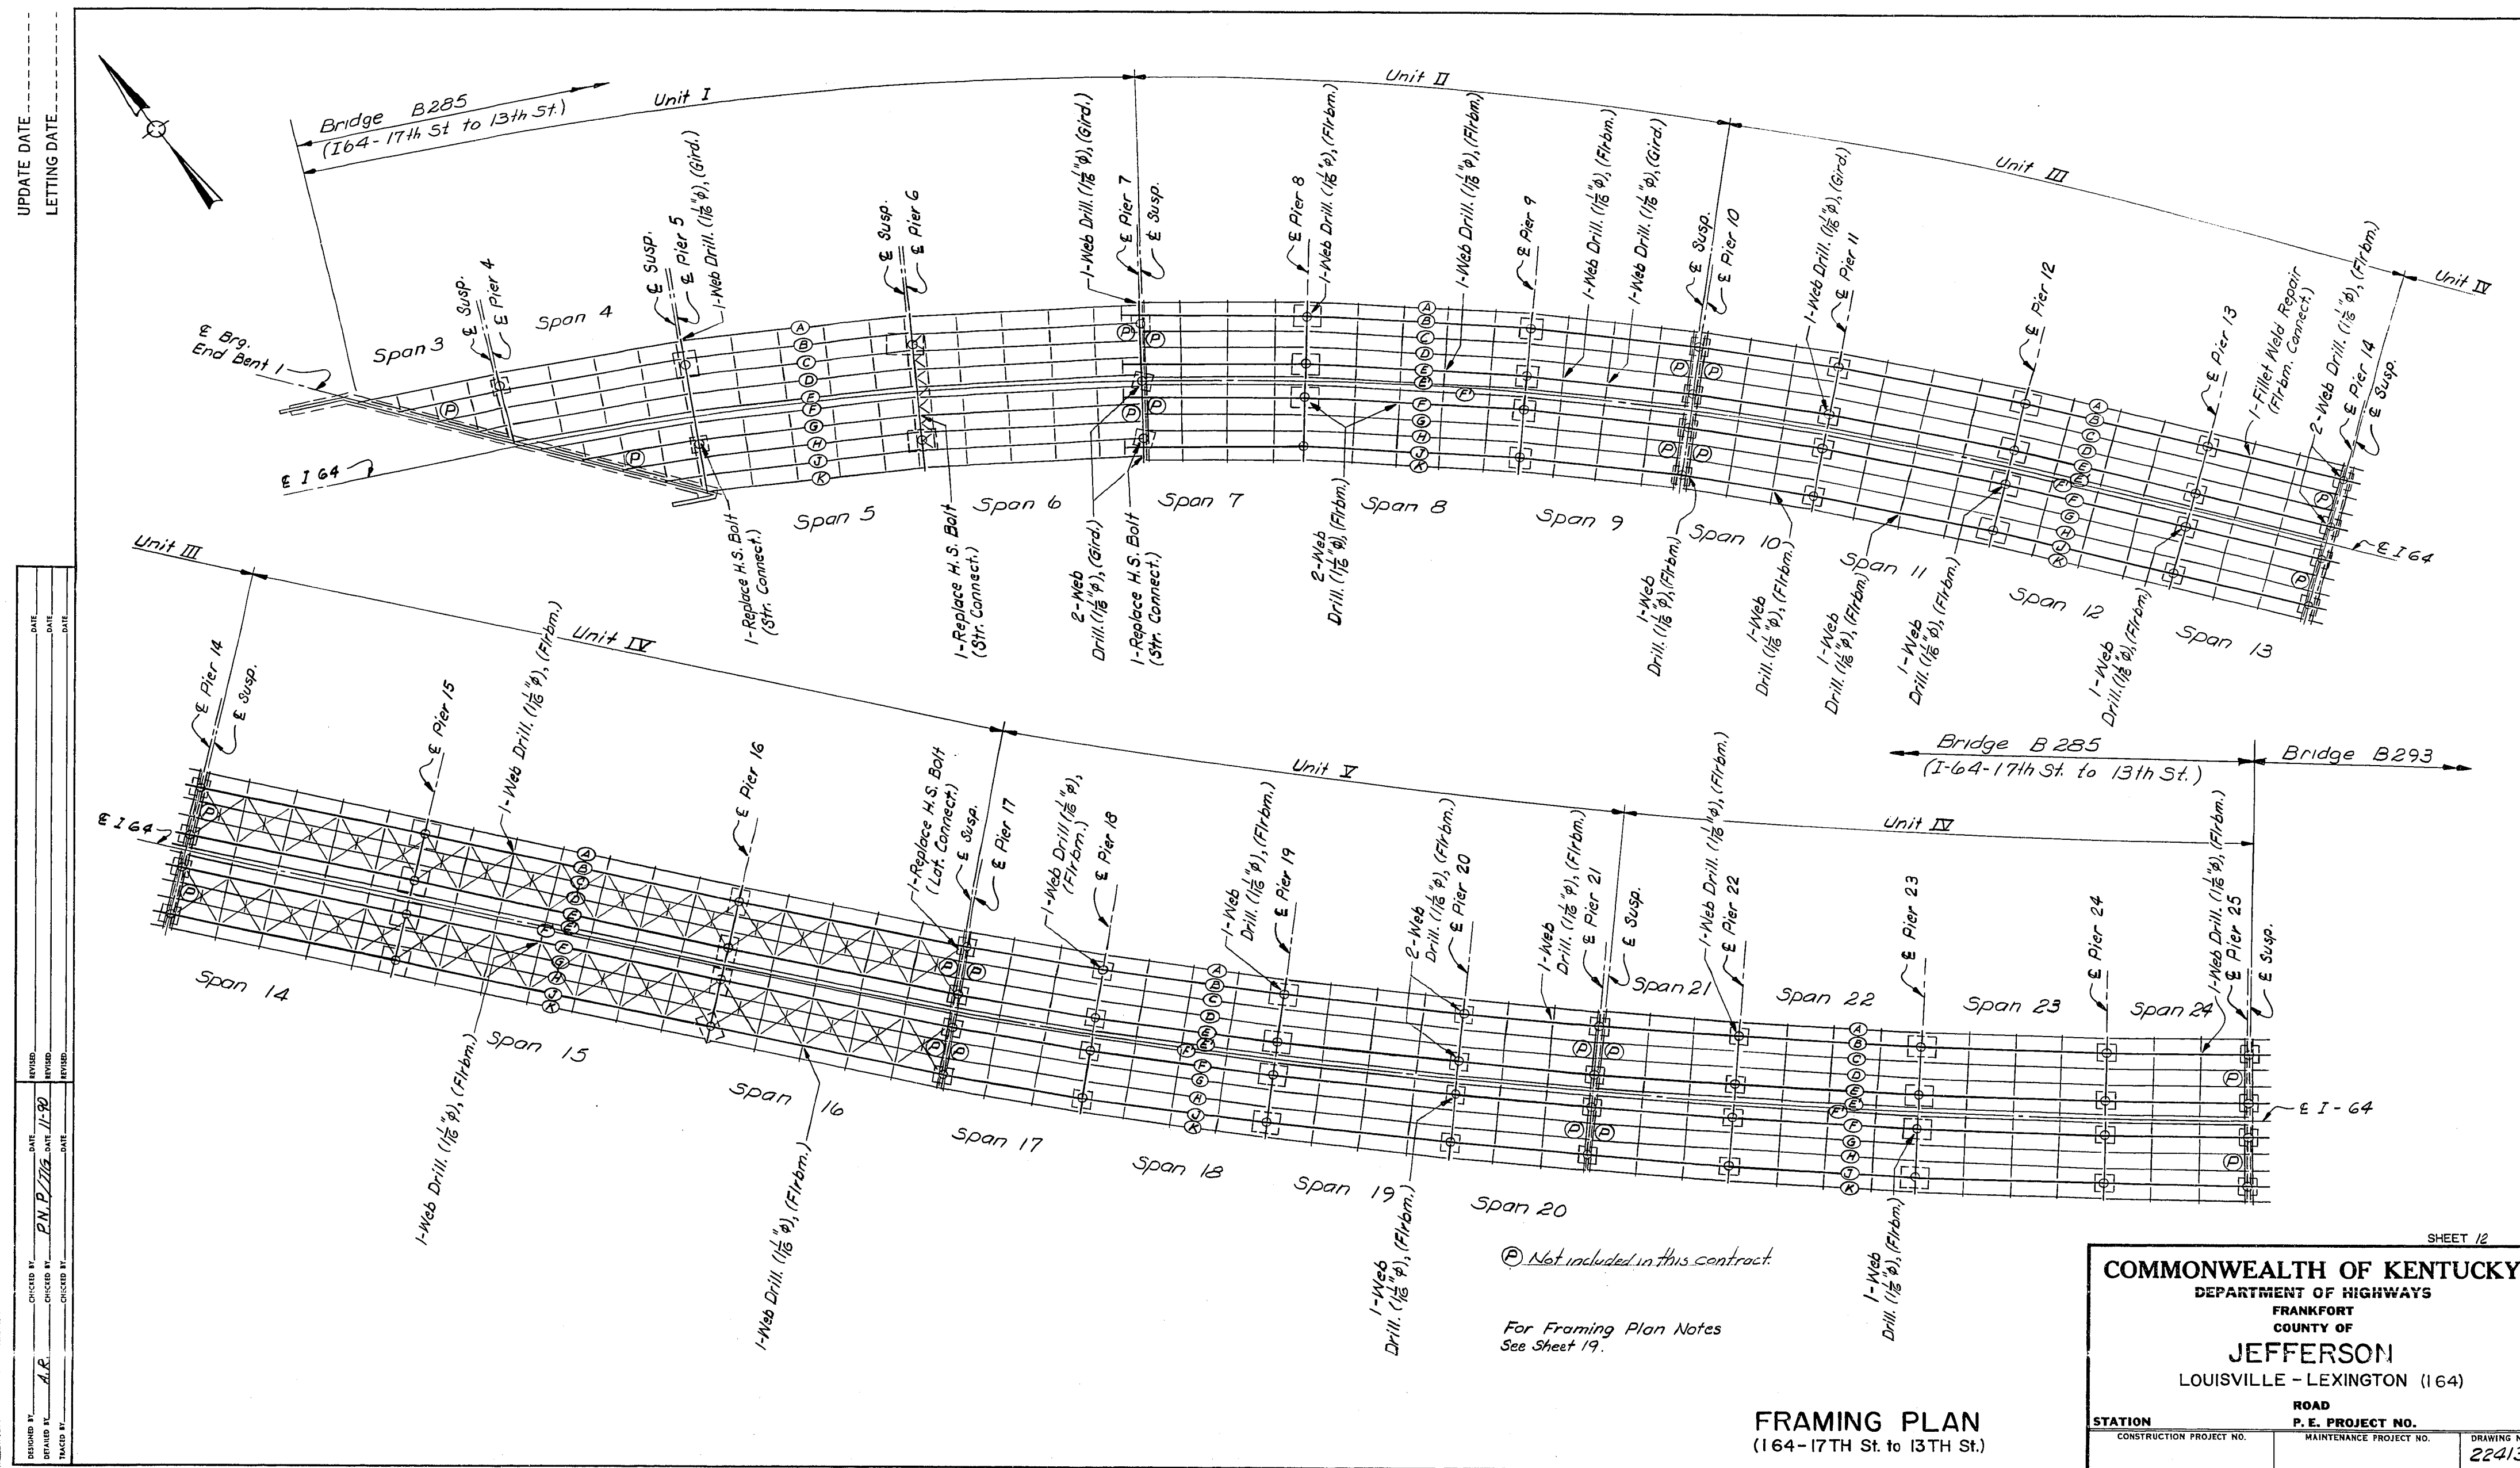 UPDATE DATE
LETTING DATE
Bridge B285
(I64-17th St to 13th St.)
Unit I
Unit II
Unit III
Unit IV
℄ Brg.
End Bent 1
℄ I 64
Span 3
℄ Susp.
℄ Pier 4
Span 4
℄ Susp.
℄ Pier 5
1-Web Drill. (1 1/16"φ), (Gird.)
℄ Susp.
℄ Pier 6
1-Web Drill. (1 1/16"φ), (Gird.)
℄ Pier 7
℄ Susp.
℄ Pier 8
1-Web Drill. (1 1/16"φ), (Flrbm.)
1-Web Drill. (1 1/16"φ), (Flrbm.)
℄ Pier 9
1-Web Drill. (1 1/16"φ), (Flrbm.)
1-Web Drill. (1 1/16"φ), (Gird.)
℄ Susp.
℄ Pier 10
1-Web Drill. (1 1/16"φ), (Gird.)
℄ Pier 11
℄ Pier 12
℄ Pier 13
1-Fillet Weld Repair
(Flrbm. Connect.)
2-Web Drill. (1 1/16"φ), (Flrbm.)
℄ Pier 14
℄ Susp.
A
B
C
D
E
F
G
H
J
K
P
P
P
P
P
P
A
B
C
D
E
E'
F'
F
G
H
J
K
P
P
P
P
A
B
C
D
E
E'
F'
F
G
H
J
K
P
P
℄ I 64
Span 5
Span 6
Span 7
Span 8
Span 9
Span 10
Span 11
Span 12
Span 13
1-Replace H.S. Bolt
(Str. Connect.)
1-Replace H.S. Bolt
(Str. Connect.)
2-Web
Drill. (1 1/16"φ), (Gird.)
1-Replace H.S. Bolt
(Str. Connect.)
2-Web
Drill. (1 1/16"φ), (Flrbm.)
1-Web
Drill. (1 1/16"φ), (Flrbm.)
1-Web
Drill. (1 1/16"φ), (Flrbm.)
1-Web
Drill. (1 1/16"φ), (Flrbm.)
1-Web
Drill. (1 1/16"φ), (Flrbm.)
1-Web
Drill. (1 1/16"φ), (Flrbm.)
Unit III
Unit IV
Unit V
Unit IV
Bridge B 285
(I-64-17th St. to 13th St.)
Bridge B293
℄ I 64
℄ Pier 14
℄ Susp.
℄ Pier 15
1-Web Drill. (1 1/16"φ), (Flrbm.)
℄ Pier 16
1-Replace H.S. Bolt
(Lat. Connect.)
℄ Susp.
℄ Pier 17
1-Web Drill (1 1/16"φ),
(Flrbm.)
℄ Pier 18
1-Web
Drill. (1 1/16"φ), (Flrbm.)
℄ Pier 19
2-Web
Drill. (1 1/16"φ), (Flrbm.)
℄ Pier 20
1-Web
Drill. (1 1/16"φ), (Flrbm.)
℄ Pier 21
℄ Susp.
1-Web Drill. (1 1/16"φ), (Flrbm.)
℄ Pier 22
℄ Pier 23
℄ Pier 24
1-Web Drill. (1 1/16"φ), (Flrbm.)
℄ Pier 25
℄ Susp.
P
P
A
B
C
D
E
E'
F'
F
G
H
J
K
P
P
P
P
A
B
C
D
E
E'
F'
F
G
H
J
K
P
P
P
P
A
B
C
D
E
E'
F'
F
G
H
J
K
P
P
℄ I-64
Span 14
Span 15
Span 16
Span 17
Span 18
Span 19
Span 20
Span 21
Span 22
Span 23
Span 24
1-Web Drill. (1 1/16"φ), (Flrbm.)
1-Web Drill. (1 1/16"φ), (Flrbm.)
1-Web
Drill. (1 1/16"φ), (Flrbm.)
1-Web
Drill. (1 1/16"φ), (Flrbm.)
P Not included in this contract.
For Framing Plan Notes
See Sheet 19.
FRAMING PLAN
(I 64-17TH St. to 13TH St.)
SHEET 12
COMMONWEALTH OF KENTUCKY
DEPARTMENT OF HIGHWAYS
FRANKFORT
COUNTY OF
JEFFERSON
LOUISVILLE - LEXINGTON (I 64)
ROAD
STATION P. E. PROJECT NO.
CONSTRUCTION PROJECT NO. MAINTENANCE PROJECT NO. DRAWING
22413
DESIGNED BY CHECKED BY DATE REVISED DATE
DETAILED BY A.R. CHECKED BY P.N.P./TIG DATE 11-90 REVISED DATE
TRACED BY CHECKED BY DATE REVISED DATE